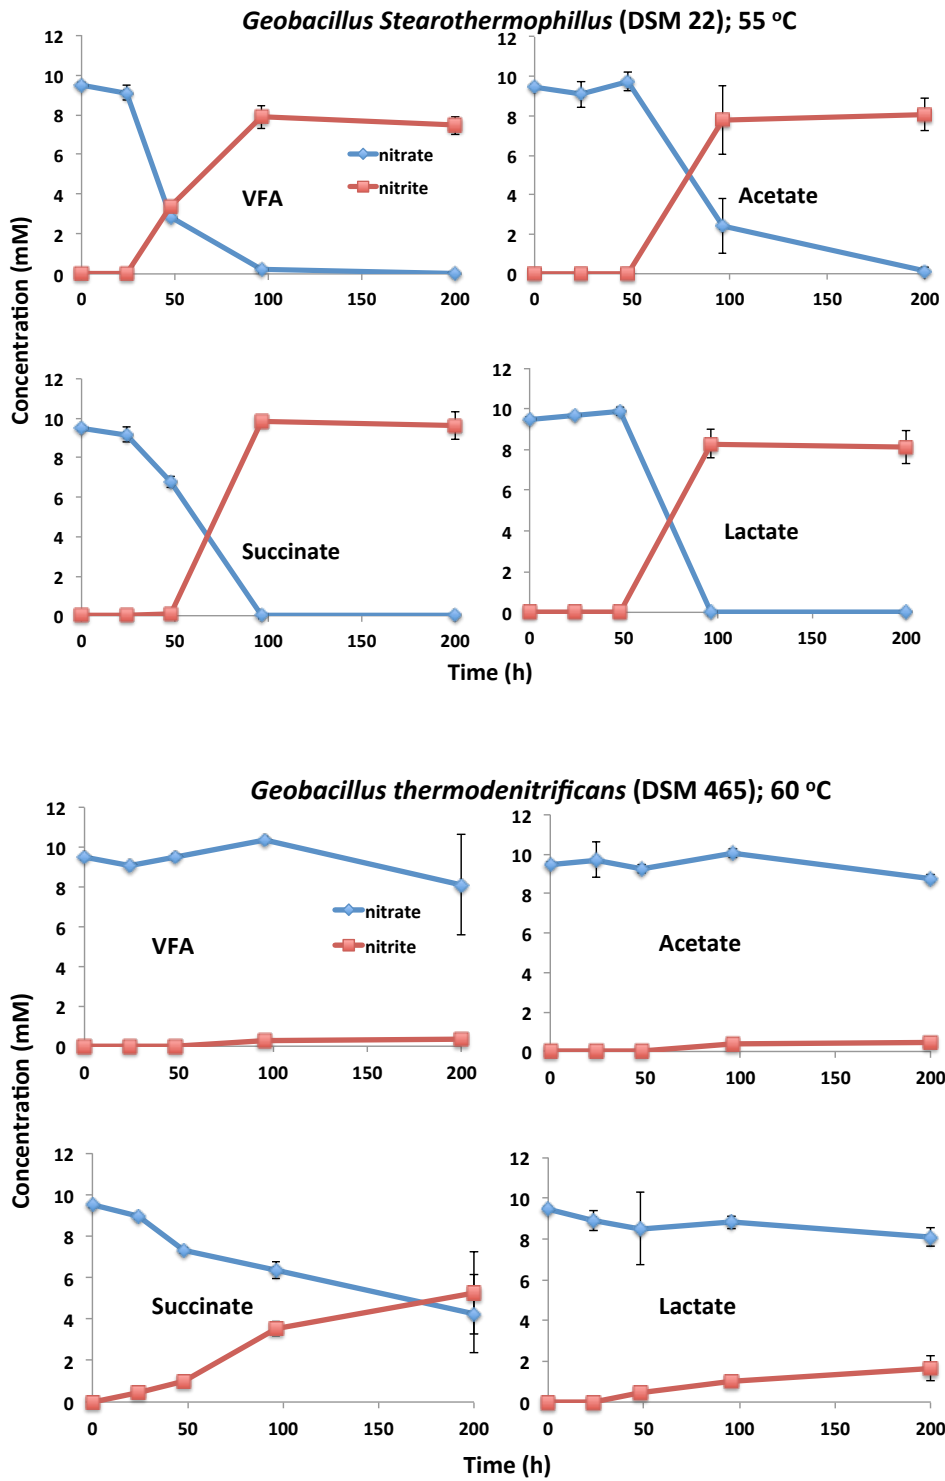 Geobacillus Stearothermophillus (DSM 22); 55 °C
Concentration (mM)
12
10
8
6
4
2
0
0 50 100 150 200
nitrate
nitrite
VFA
12
10
8
6
4
2
0
0 50 100 150 200
Acetate
12
10
8
6
4
2
0
0 50 100 150 200
Succinate
12
10
8
6
4
2
0
0 50 100 150 200
Lactate
Time (h)
Geobacillus thermodenitrificans (DSM 465); 60 °C
Concentration (mM)
12
10
8
6
4
2
0
0 50 100 150 200
nitrate
nitrite
VFA
12
10
8
6
4
2
0
0 50 100 150 200
Acetate
12
10
8
6
4
2
0
0 50 100 150 200
Succinate
12
10
8
6
4
2
0
0 50 100 150 200
Lactate
Time (h)